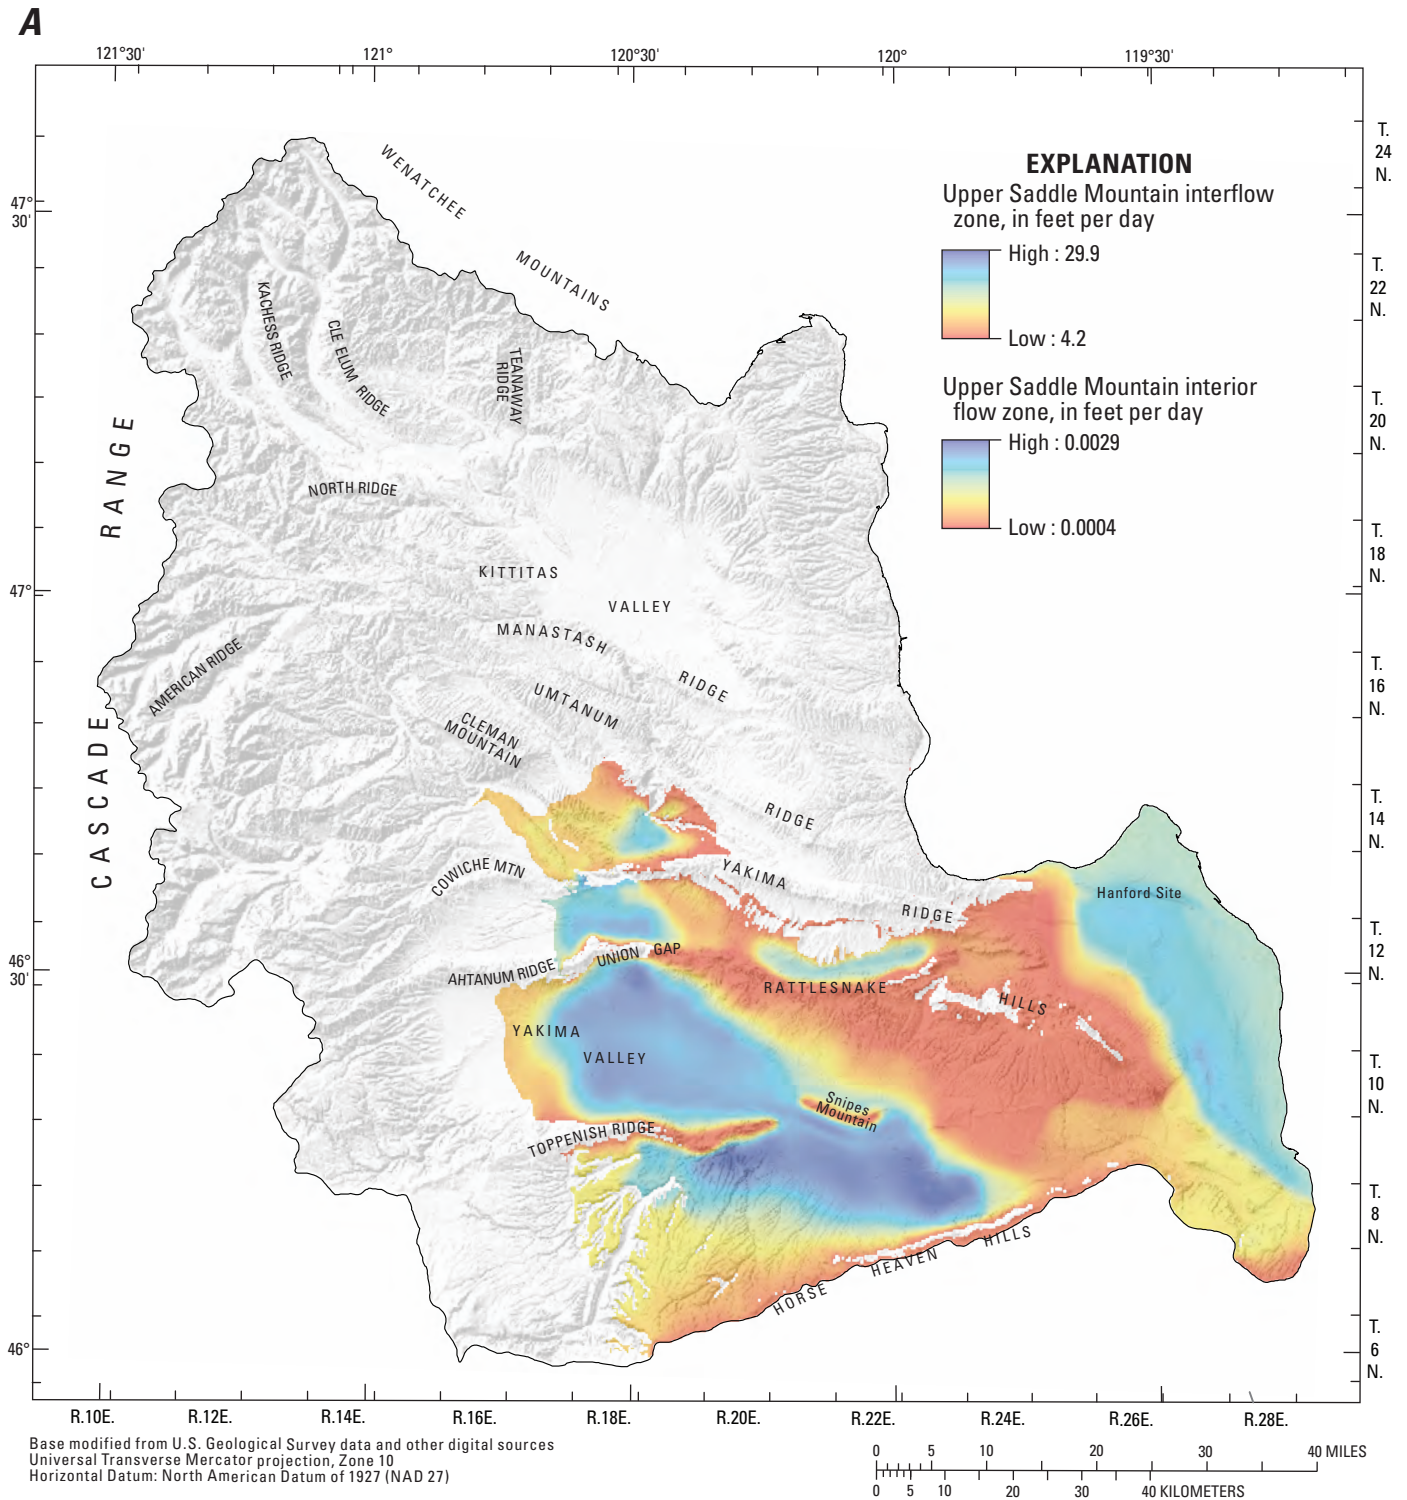 A
121°30'
121°
120°30'
120°
119°30'
T.
24
N.
T.
22
N.
T.
20
N.
T.
18
N.
T.
16
N.
T.
14
N.
T.
12
N.
T.
10
N.
T.
8
N.
T.
6
N.
47°
30'
47°
46°
30'
46°
EXPLANATION
Upper Saddle Mountain interflow
zone, in feet per day
High : 29.9
Low : 4.2
Upper Saddle Mountain interior
flow zone, in feet per day
High : 0.0029
Low : 0.0004
WENATCHEE
MOUNTAINS
KACHESS RIDGE
CLE ELUM RIDGE
TEANAWAY
RIDGE
CASCADE RANGE
NORTH RIDGE
KITTITAS
VALLEY
MANASTASH
RIDGE
AMERICAN RIDGE
UMTANUM
RIDGE
CLEMAN
MOUNTAIN
COWICHE MTN
YAKIMA
RIDGE
Hanford Site
UNION GAP
AHTANUM RIDGE
RATTLESNAKE
HILLS
YAKIMA
VALLEY
Snipes
Mountain
TOPPENISH RIDGE
HORSE HEAVEN HILLS
R.10E.
R.12E.
R.14E.
R.16E.
R.18E.
R.20E.
R.22E.
R.24E.
R.26E.
R.28E.
Base modified from U.S. Geological Survey data and other digital sources
Universal Transverse Mercator projection, Zone 10
Horizontal Datum: North American Datum of 1927 (NAD 27)
0 5 10 20 30 40 MILES
0 5 10 20 30 40 KILOMETERS